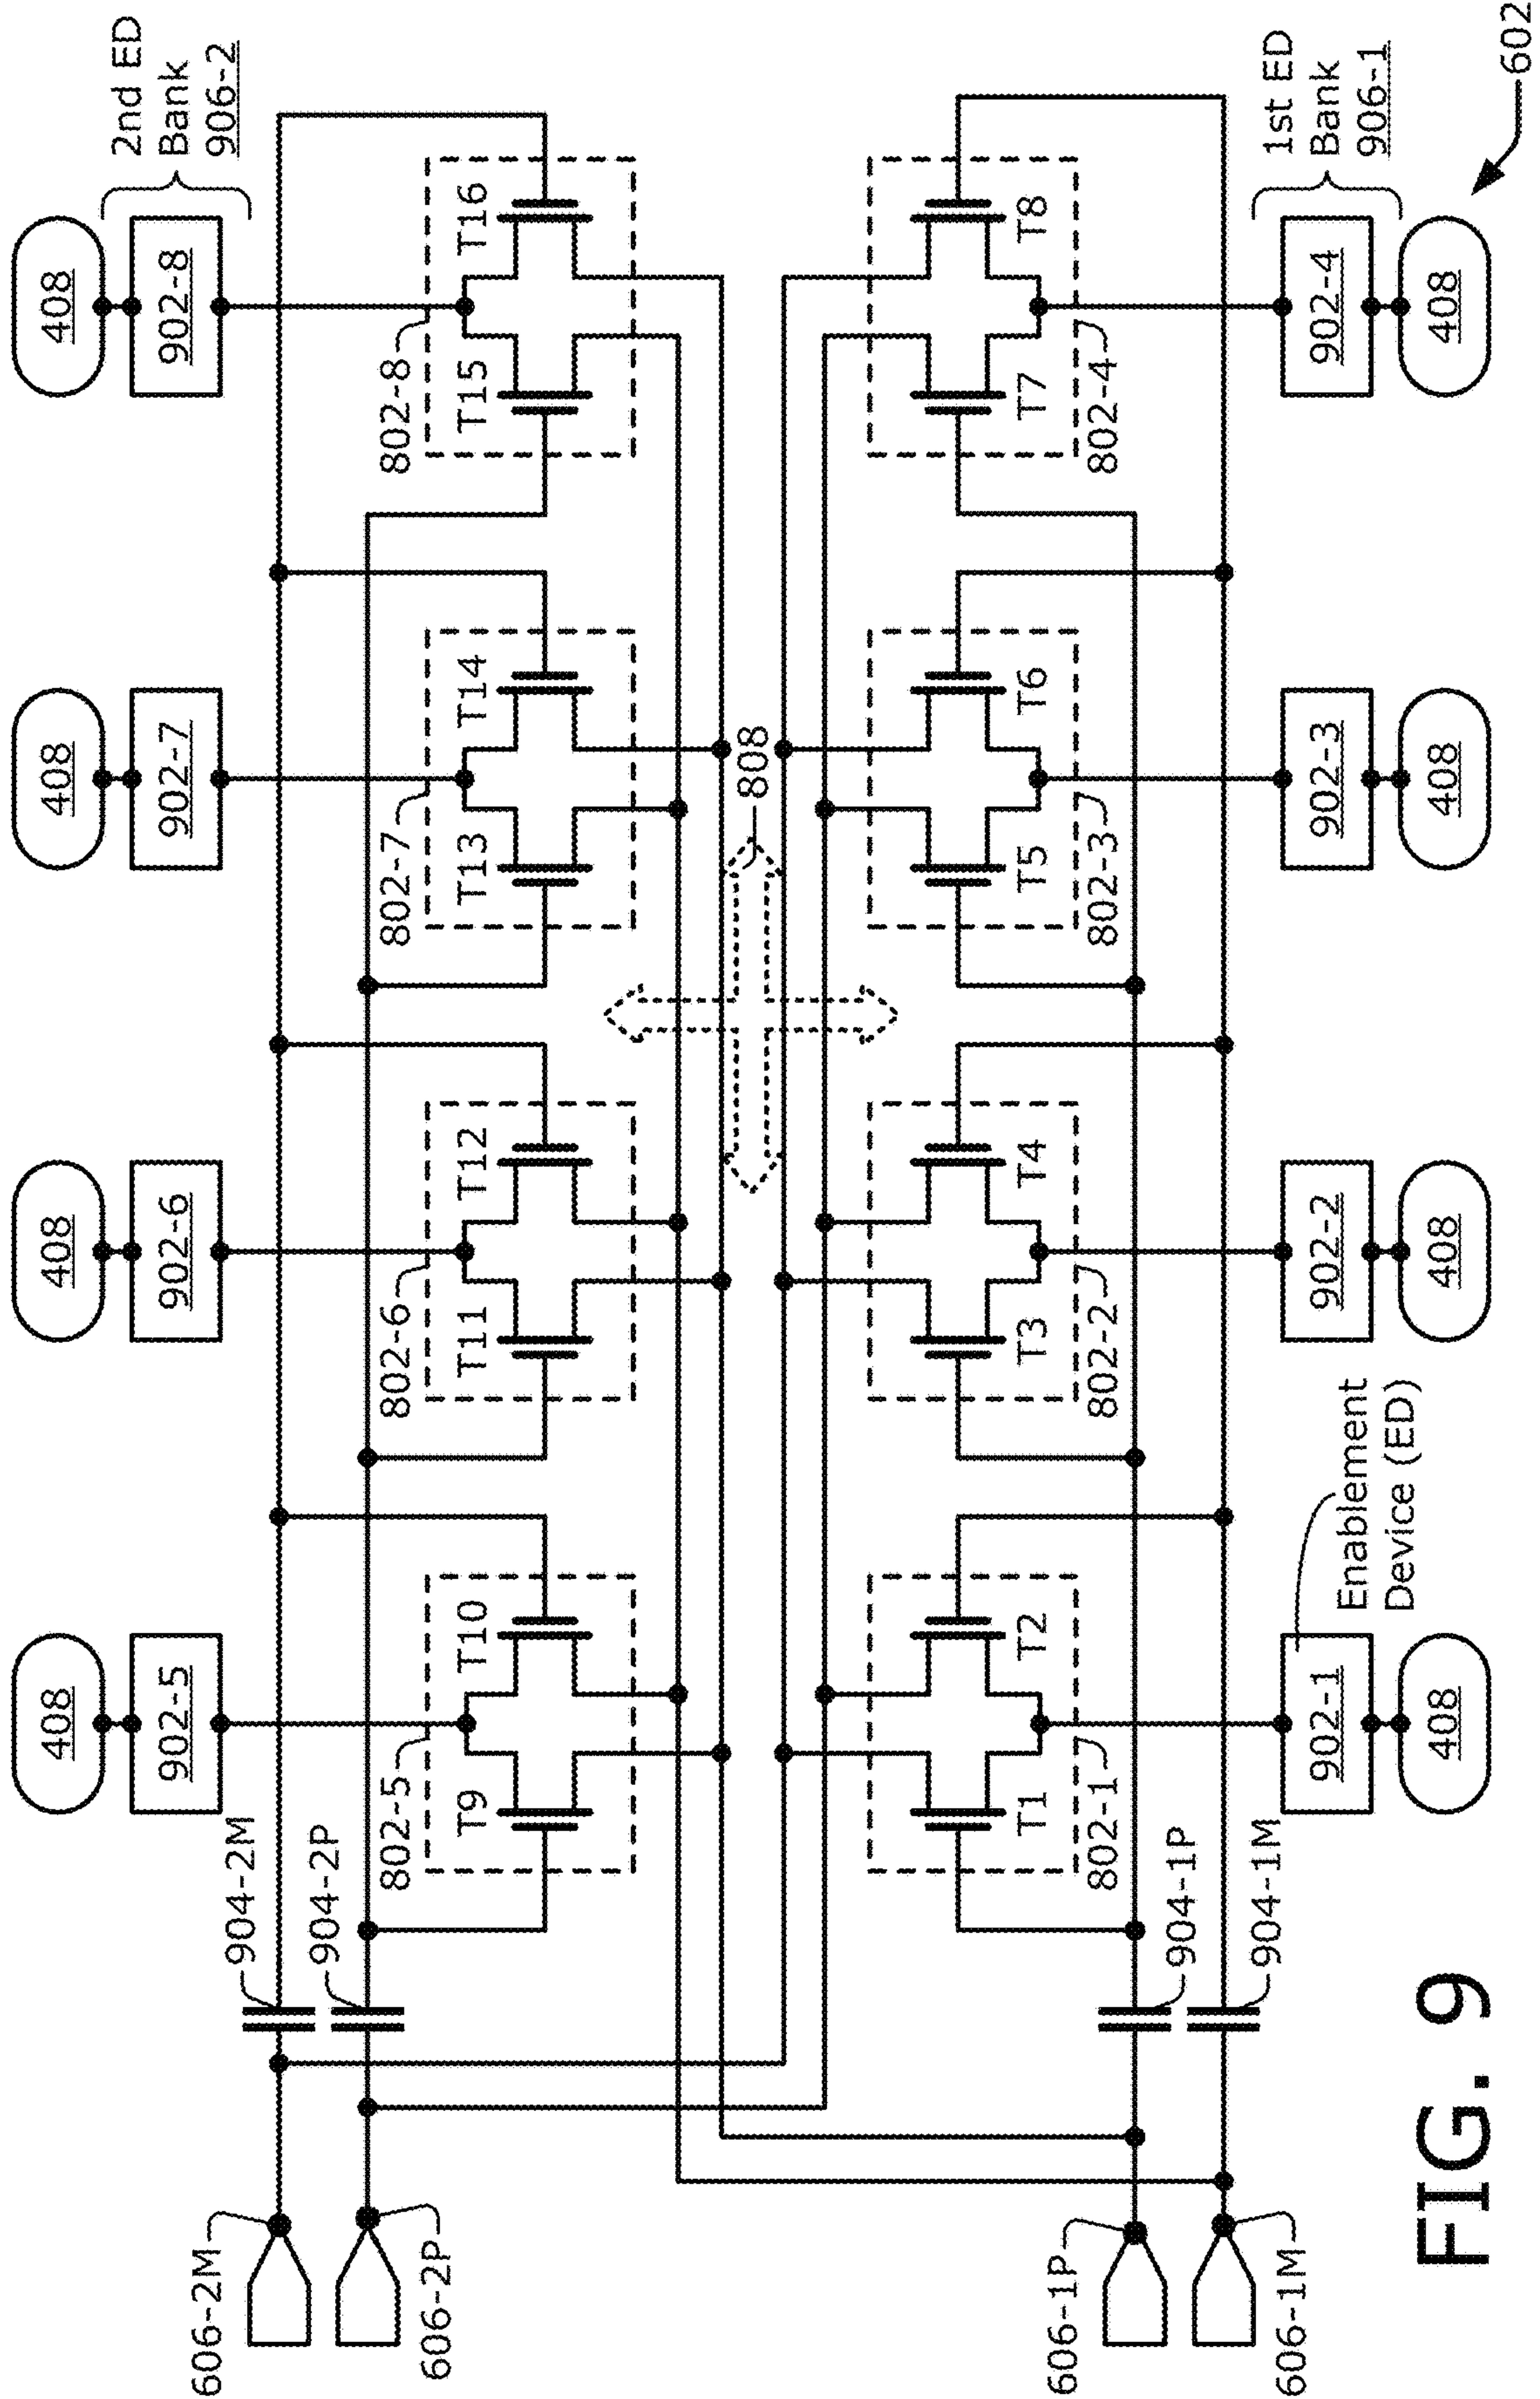 2nd ED
Bank
906-2
408
408
408
408
902-5
902-6
902-7
902-8
904-2M
904-2P
802-5
802-6
802-7
802-8
T9
T10
T11
T12
T13
T14
T15
T16
606-2M
606-2P
808
T1
T2
T3
T4
T5
T6
T7
T8
802-1
802-2
802-3
802-4
606-1P
606-1M
904-1P
904-1M
1st ED
Bank
906-1
902-1
902-2
902-3
902-4
Enablement
Device (ED)
408
408
408
408
602
FIG. 9